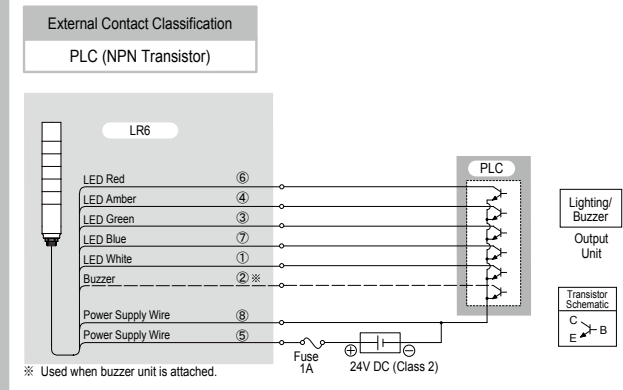 External Contact Classification
PLC (NPN Transistor)
LR6
LED Red ⑥
LED Amber ④
LED Green ③
LED Blue ⑦
LED White ①
Buzzer ② ※
Power Supply Wire ⑧
Power Supply Wire ⑤
Fuse
1A
⊕ ⊖
24V DC (Class 2)
※ Used when buzzer unit is attached.
PLC
Lighting/
Buzzer
Output
Unit
Transistor
Schematic
C
B
E